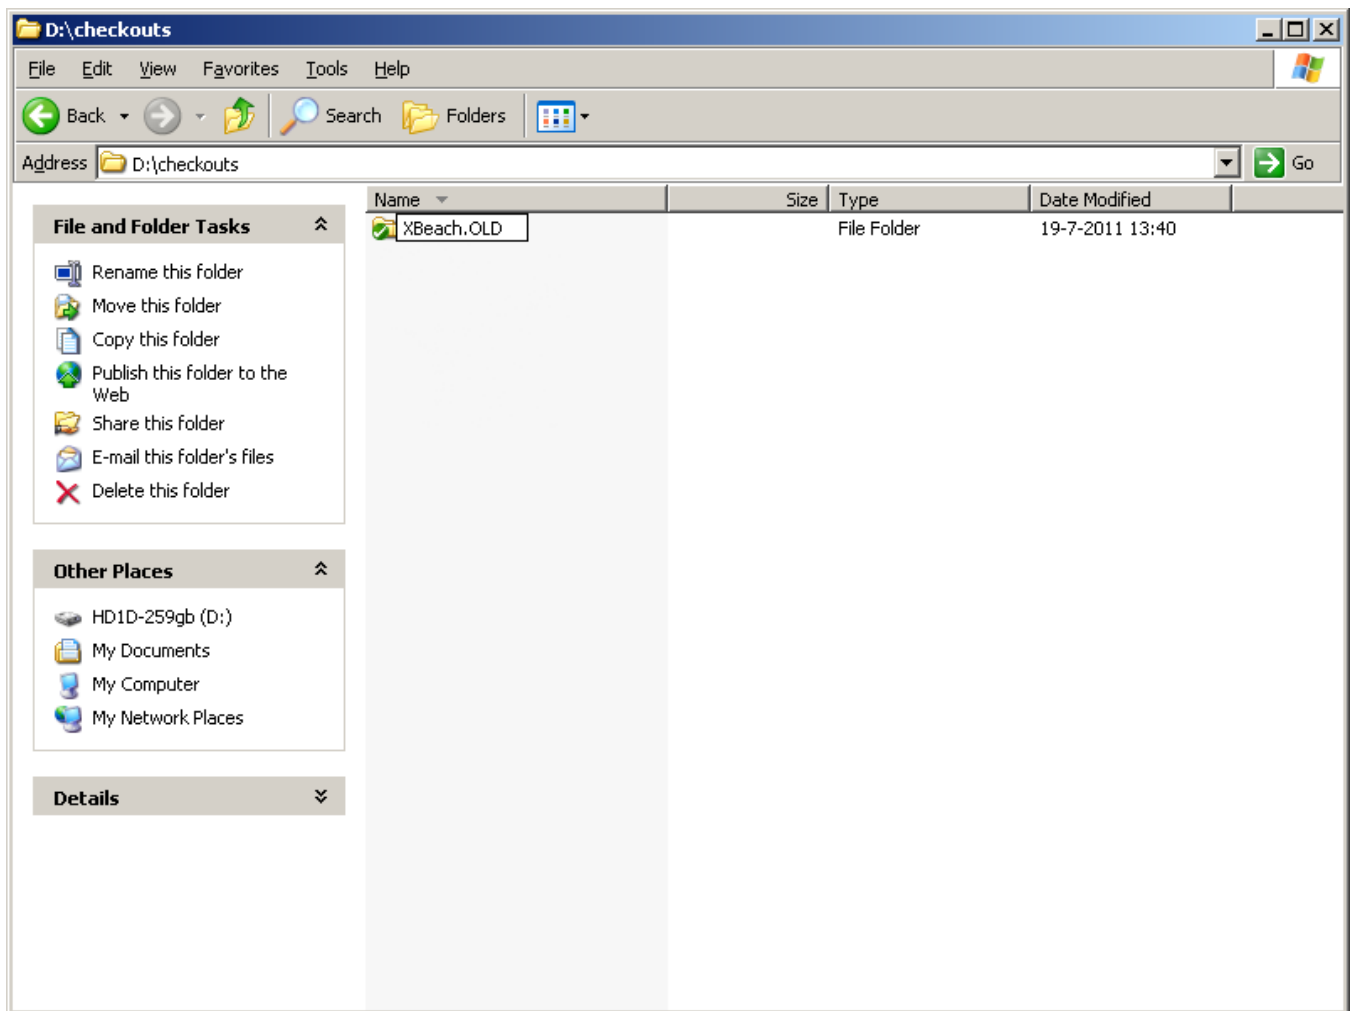 D:\checkouts
File Edit View Favorites Tools Help
Back Search Folders
Address D:\checkouts Go
Name Size Type Date Modified
XBeach.OLD File Folder 19-7-2011 13:40
File and Folder Tasks
Rename this folder
Move this folder
Copy this folder
Publish this folder to the
Web
Share this folder
E-mail this folder's files
Delete this folder
Other Places
HD1D-259gb (D:)
My Documents
My Computer
My Network Places
Details